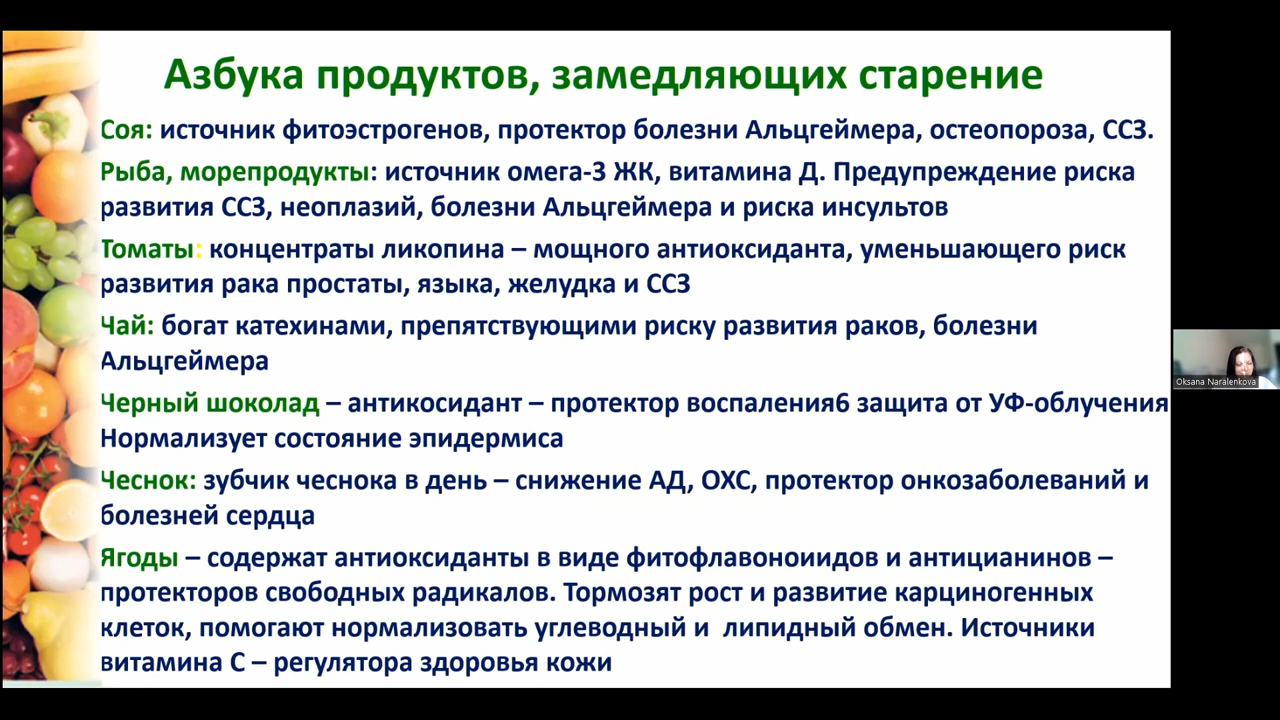 Азбука продуктов, замедляющих старение
Соя: источник фитоэстрогенов, протектор болезни Альцгеймера, остеопороза, ССЗ.
Рыба, морепродукты: источник омега-3 ЖК, витамина Д. Предупреждение риска
развития ССЗ, неоплазий, болезни Альцгеймера и риска инсультов
Томаты: концентраты ликопина – мощного антиоксиданта, уменьшающего риск
развития рака простаты, языка, желудка и ССЗ
Чай: богат катехинами, препятствующими риску развития раков, болезни
Альцгеймера
Черный шоколад – антикосидант – протектор воспаления6 защита от УФ-облучения
Нормализует состояние эпидермиса
Чеснок: зубчик чеснока в день – снижение АД, ОХС, протектор онкозаболеваний и
болезней сердца
Ягоды – содержат антиоксиданты в виде фитофлавоноиидов и антицианинов –
протекторов свободных радикалов. Тормозят рост и развитие карциногенных
клеток, помогают нормализовать углеводный и  липидный обмен. Источники
витамина С – регулятора здоровья кожи
Oksana Naralenkova